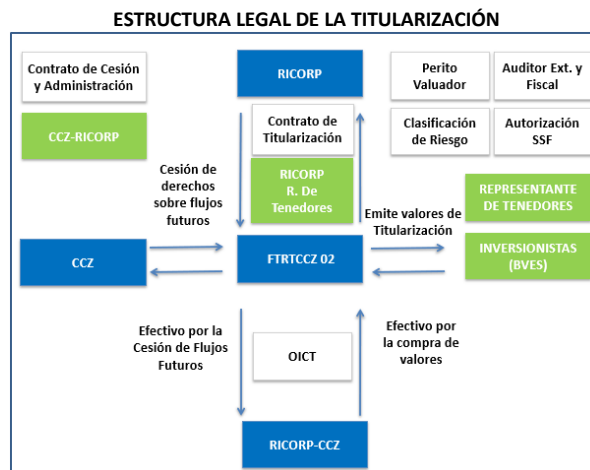 ESTRUCTURA LEGAL DE LA TITULARIZACIÓN
Contrato de Cesión
y Administración
RICORP
Perito
Valuador
Auditor Ext. y
Fiscal
CCZ-RICORP
Contrato de
Titularización
Clasificación
de Riesgo
Autorización
SSF
Cesión de
derechos
sobre flujos
futuros
RICORP
R. De
Tenedores
Emite valores de
Titularización
REPRESENTANTE
DE TENEDORES
CCZ
FTRTCCZ 02
INVERSIONISTAS
(BVES)
Efectivo por la
Cesión de Flujos
Futuros
OICT
Efectivo por
la compra de
valores
RICORP-CCZ